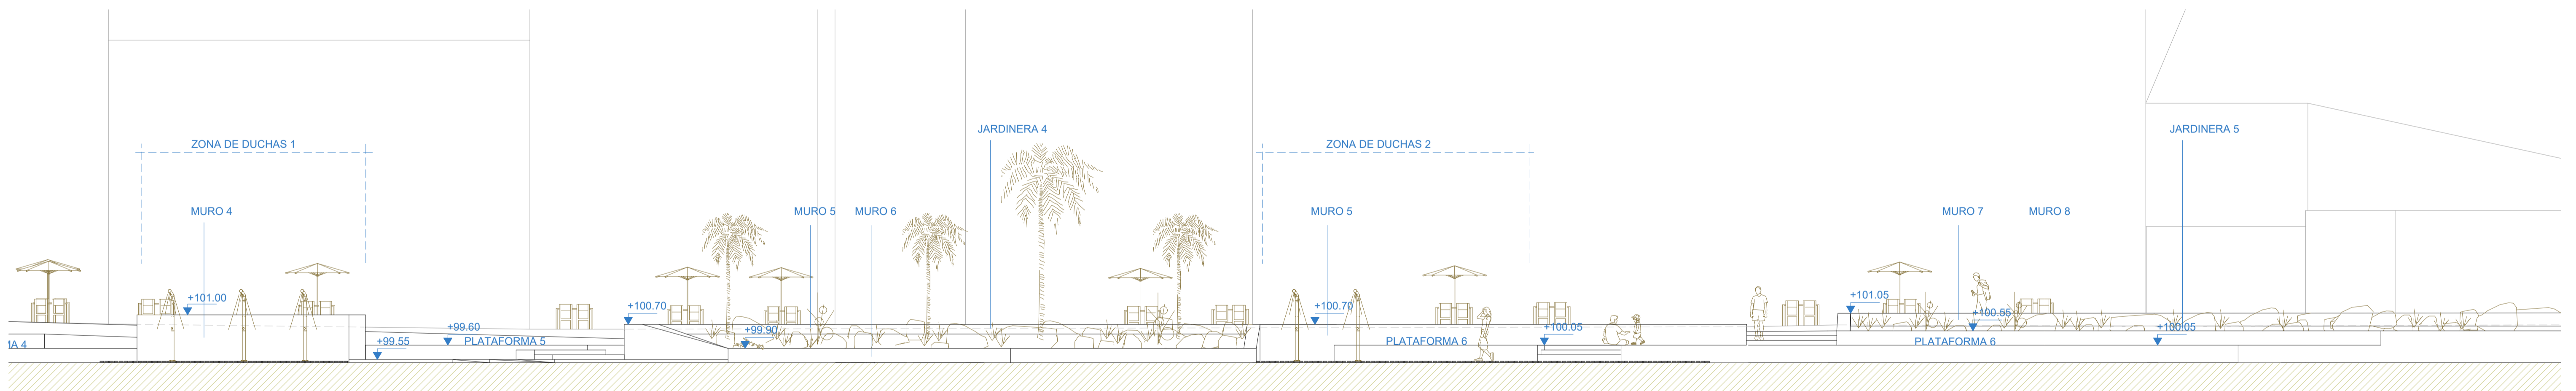 JARDINERA 4
JARDINERA 5
ZONA DE DUCHAS 1
ZONA DE DUCHAS 2
MURO 4
MURO 5
MURO 6
MURO 5
MURO 7
MURO 8
+101.00
+100.70
+100.70
+101.05
+100.55
+99.60
+99.90
+100.05
+100.05
MA 4
+99.55
PLATAFORMA 5
PLATAFORMA 6
PLATAFORMA 6